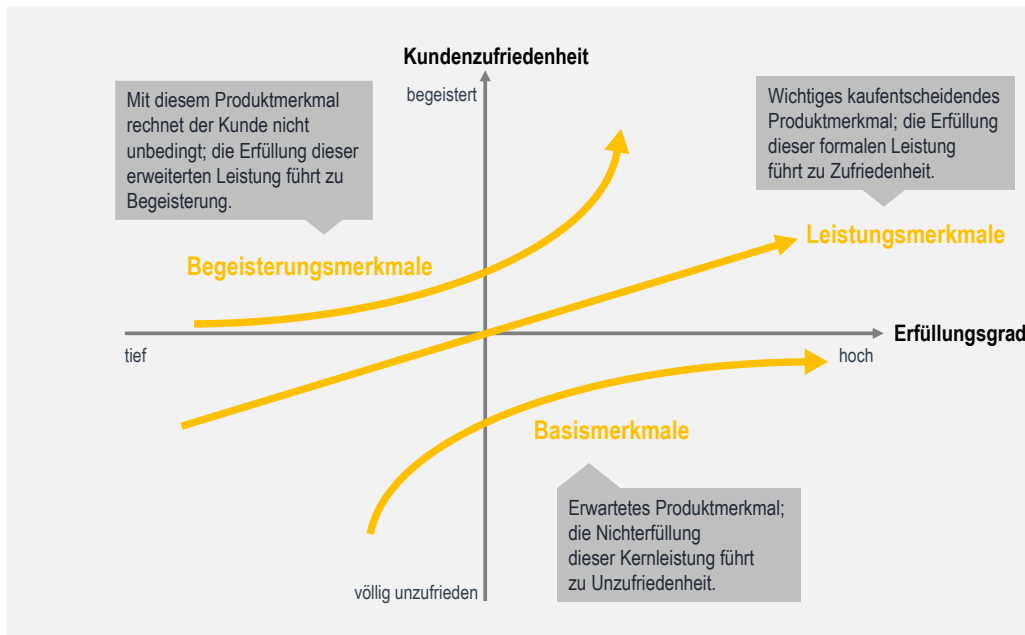 Kundenzufriedenheit
begeistert
Mit diesem Produktmerkmal
rechnet der Kunde nicht
unbedingt; die Erfüllung dieser
erweiterten Leistung führt zu
Begeisterung.
Wichtiges kaufentscheidendes
Produktmerkmal; die Erfüllung
dieser formalen Leistung
führt zu Zufriedenheit.
Begeisterungsmerkmale
Leistungsmerkmale
Erfüllungsgrad
tief
hoch
Basismerkmale
Erwartetes Produktmerkmal;
die Nichterfüllung
dieser Kernleistung führt
zu Unzufriedenheit.
völlig unzufrieden